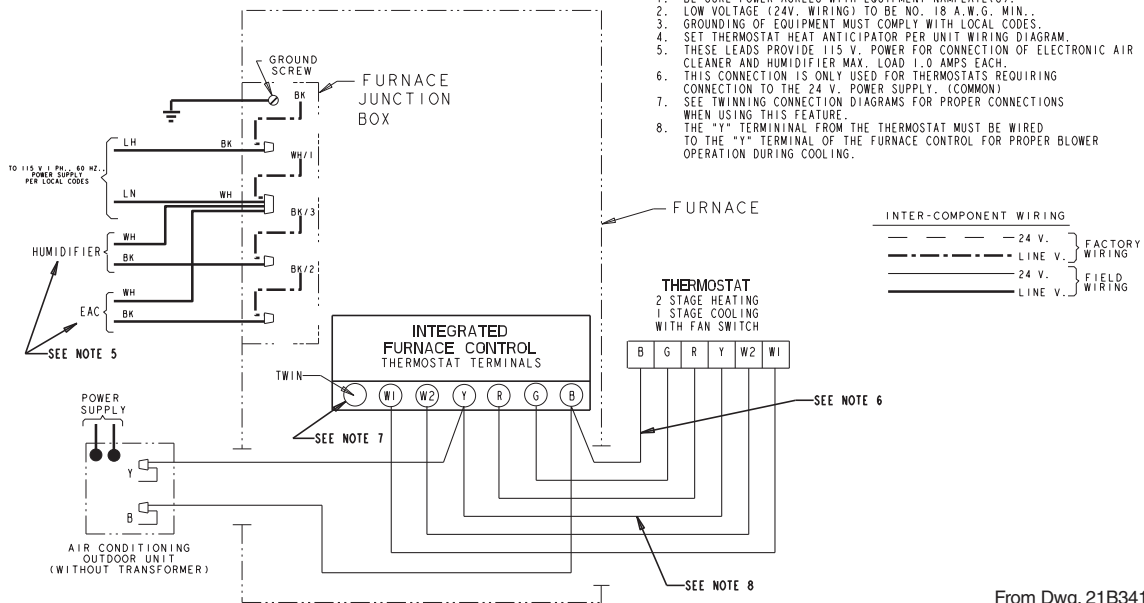 1. BE SURE POWER AGREES WITH EQUIPMENT NAMEPLATE(S).
2. LOW VOLTAGE (24V. WIRING) TO BE NO. 18 A.W.G. MIN..
3. GROUNDING OF EQUIPMENT MUST COMPLY WITH LOCAL CODES.
4. SET THERMOSTAT HEAT ANTICIPATOR PER UNIT WIRING DIAGRAM.
5. THESE LEADS PROVIDE 115 V. POWER FOR CONNECTION OF ELECTRONIC AIR
CLEANER AND HUMIDIFIER MAX. LOAD 1.0 AMPS EACH.
6. THIS CONNECTION IS ONLY USED FOR THERMOSTATS REQUIRING
CONNECTION TO THE 24 V. POWER SUPPLY. (COMMON)
7. SEE TWINNING CONNECTION DIAGRAMS FOR PROPER CONNECTIONS
WHEN USING THIS FEATURE.
8. THE "Y" TERMININAL FROM THE THERMOSTAT MUST BE WIRED
TO THE "Y" TERMINAL OF THE FURNACE CONTROL FOR PROPER BLOWER
OPERATION DURING COOLING.
GROUND
SCREW
BK
FURNACE
JUNCTION
BOX
LH
BK
WH/1
TO 115 V 1 PH., 60 HZ..
POWER SUPPLY
PER LOCAL CODES
LN
WH
BK/3
HUMIDIFIER
WH
BK
BK/2
EAC
WH
BK
SEE NOTE 5
FURNACE
INTER-COMPONENT WIRING
24 V.
LINE V.
FACTORY
WIRING
24 V.
LINE V.
FIELD
WIRING
THERMOSTAT
2 STAGE HEATING
1 STAGE COOLING
WITH FAN SWITCH
B G R Y W2 W1
INTEGRATED
FURNACE CONTROL
THERMOSTAT TERMINALS
TWIN
W1 W2 Y R G B
SEE NOTE 6
SEE NOTE 7
POWER
SUPPLY
Y
B
AIR CONDITIONING
OUTDOOR UNIT
(WITHOUT TRANSFORMER)
SEE NOTE 8
From Dwg. 21B341